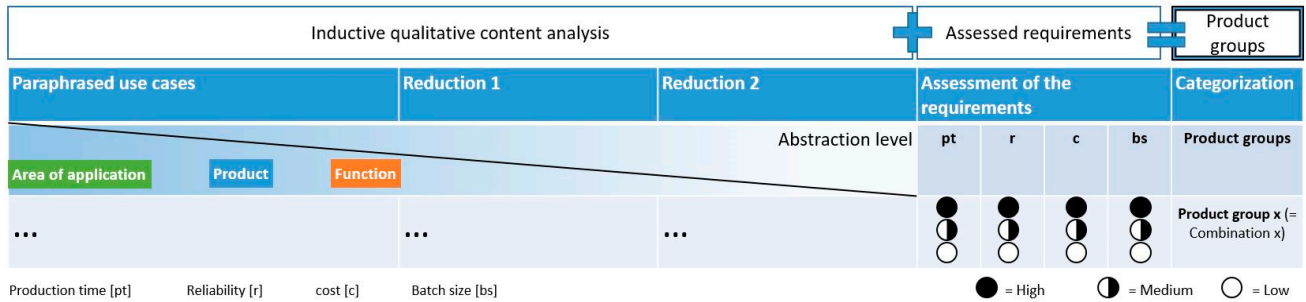 Inductive qualitative content analysis
Assessed requirements
Product
groups
Paraphrased use cases
Reduction 1
Reduction 2
Assessment of the
requirements
Categorization
Abstraction level
pt
r
c
bs
Product groups
Area of application
Product
Function
...
...
...
Product group x (=
Combination x)
Production time [pt]
Reliability [r]
cost [c]
Batch size [bs]
= High
= Medium
= Low